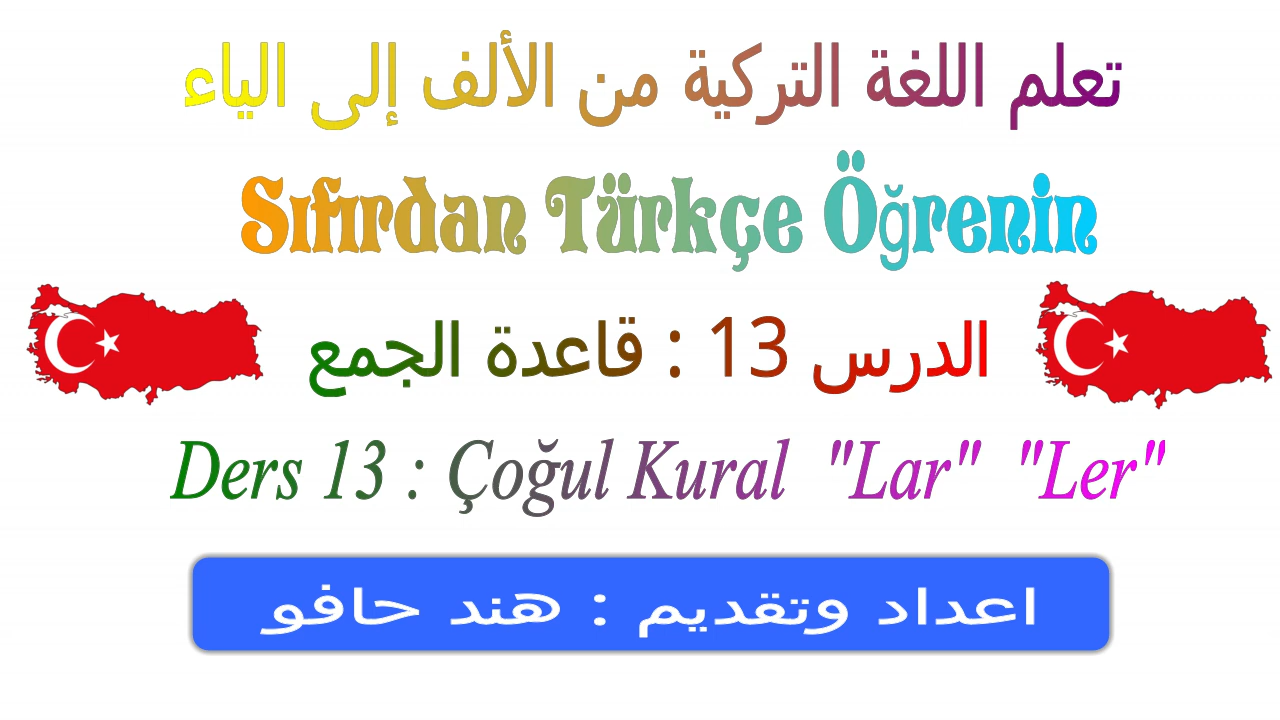 تعلم اللغة التركية من الألف إلى الياء
Sıfırdan Türkçe Öğrenin
الدرس 13 : قاعدة الجمع
Ders 13 : Çoğul Kural "Lar" "Ler"
اعداد وتقديم : هند حافو